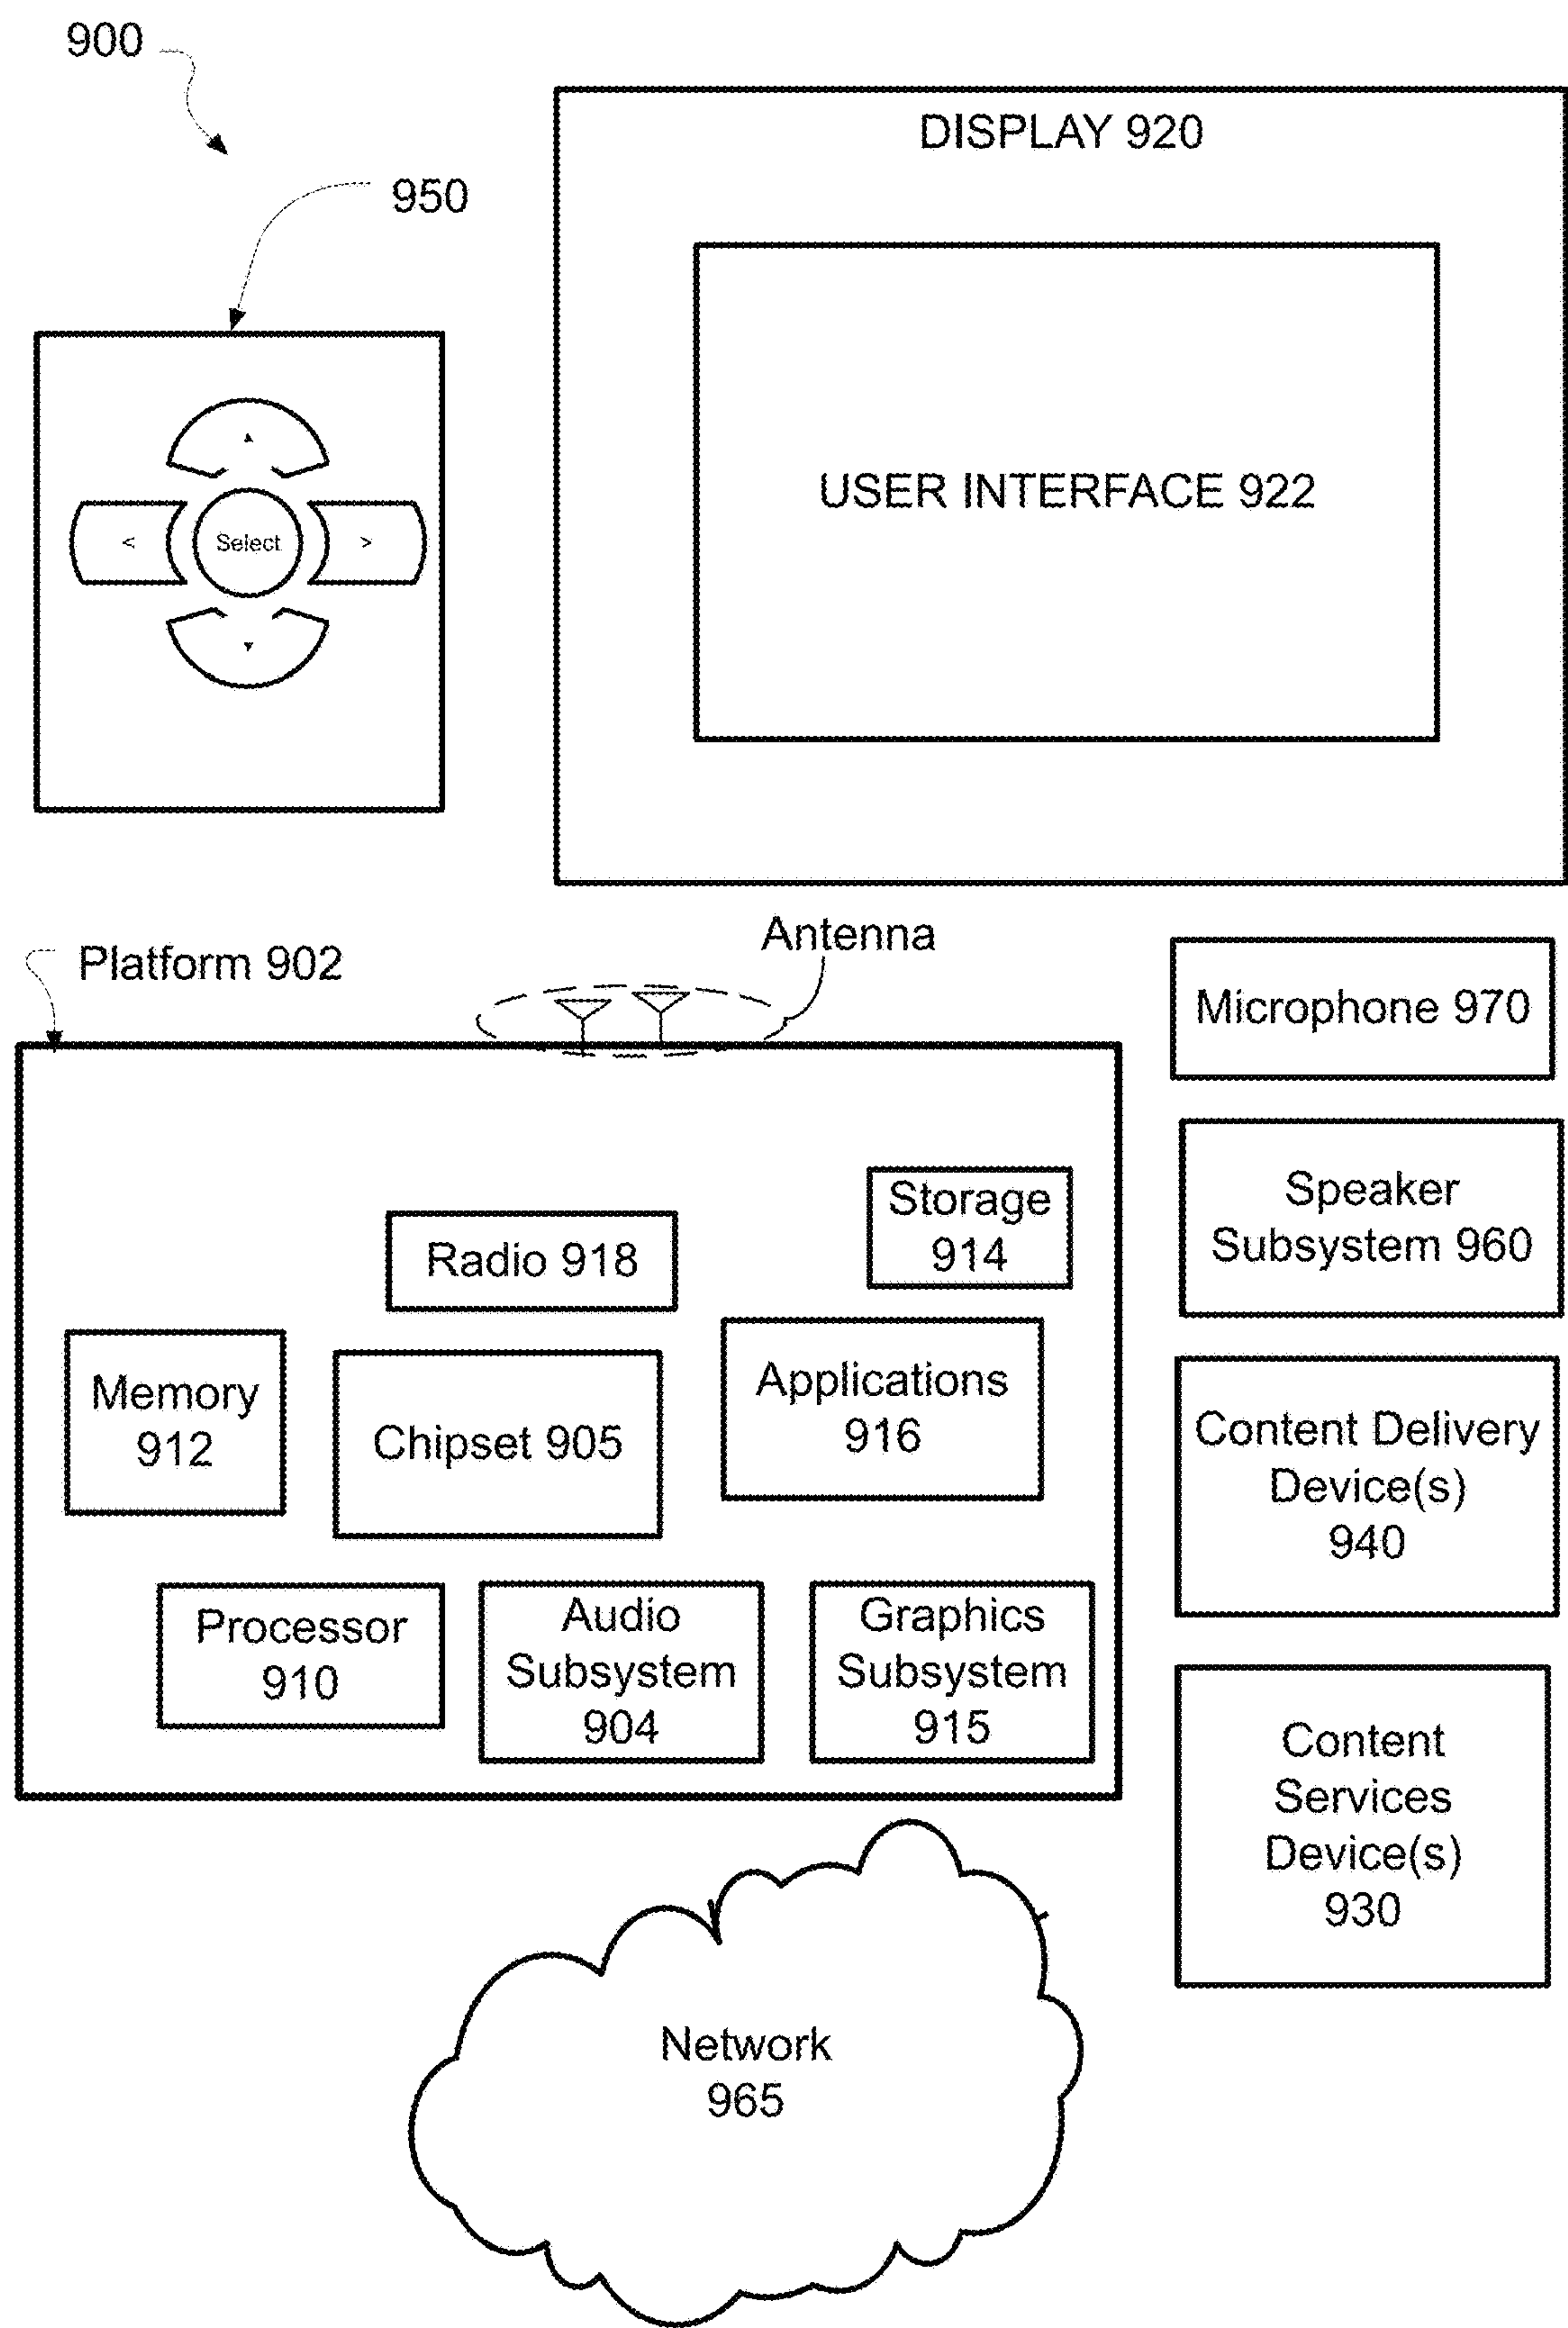 900
950
DISPLAY 920
▲
< Select >
▼
USER INTERFACE 922
Platform 902
Antenna
Microphone 970
Speaker
Subsystem 960
Storage
914
Radio 918
Memory
912
Chipset 905
Applications
916
Content Delivery
Device(s)
940
Processor
910
Audio
Subsystem
904
Graphics
Subsystem
915
Content
Services
Device(s)
930
Network
965